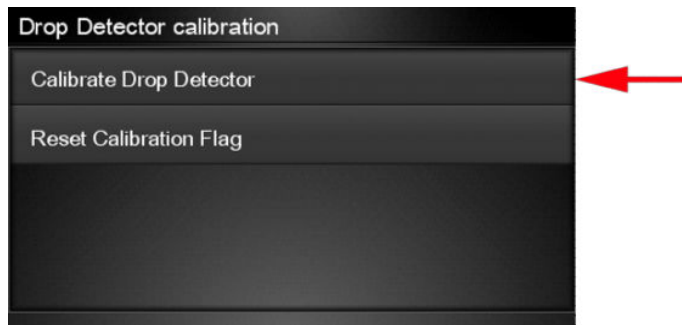 Drop Detector calibration
Calibrate Drop Detector
Reset Calibration Flag